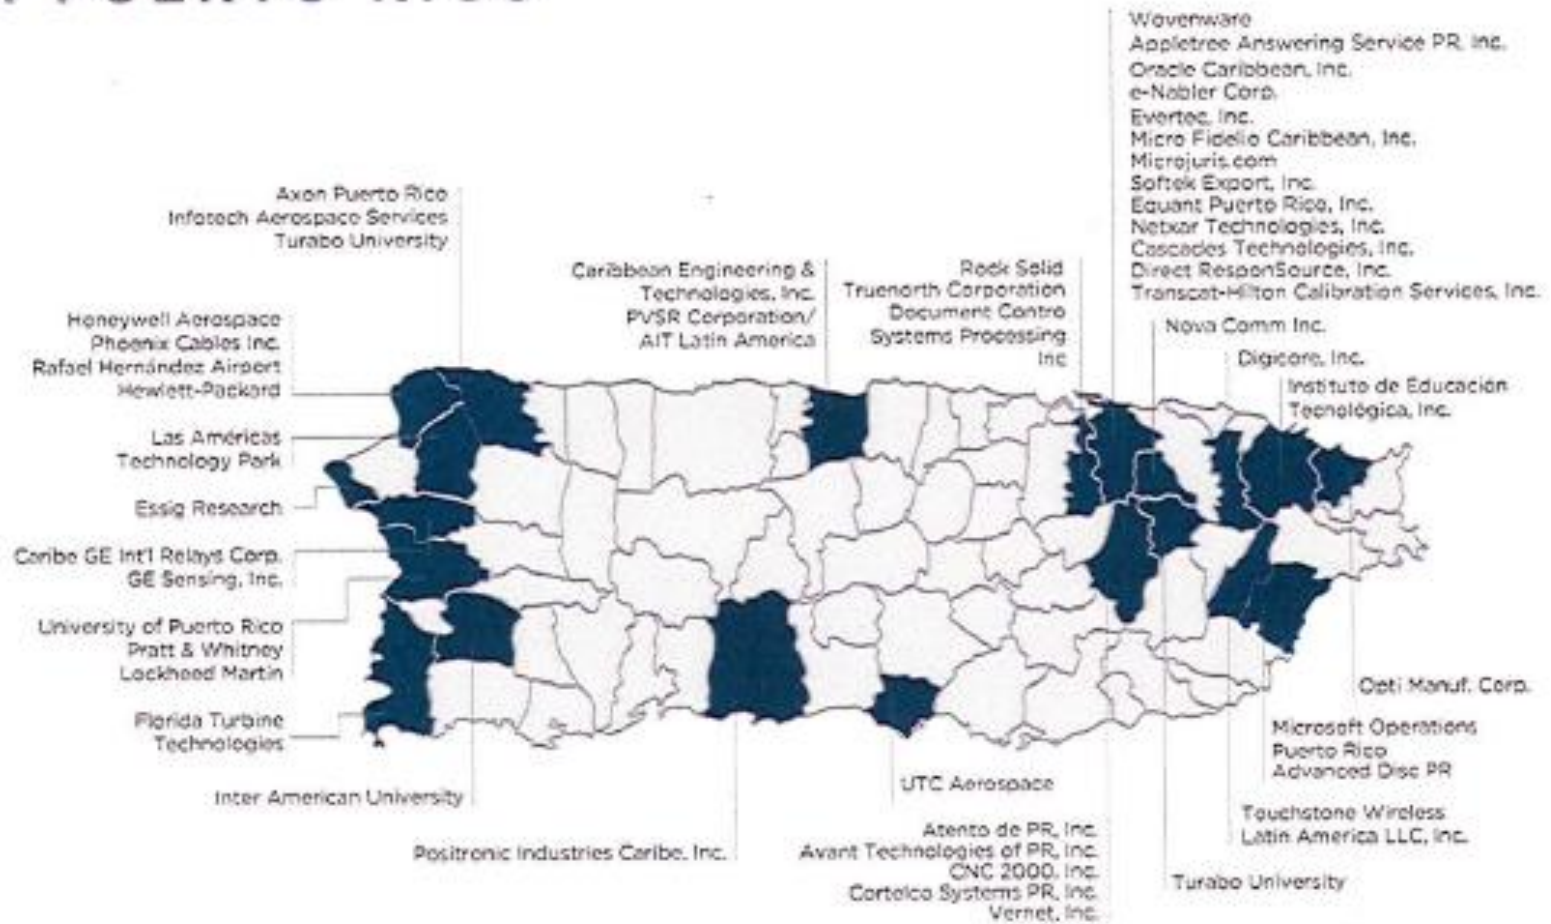 Wovenware
Appletree Answering Service PR, Inc.
Oracle Caribbean, Inc.
e-Nabler Corp.
Evertec, Inc.
Micro Fidelio Caribbean, Inc.
Microjuris.com
Softek Export, Inc.
Equant Puerto Rico, Inc.
Netxar Technologies, Inc.
Cascades Technologies, Inc.
Direct ResponSource, Inc.
Transcat-Hilton Calibration Services, Inc.
Axon Puerto Rico
Infotech Aerospace Services
Turabo University
Caribbean Engineering &
Technologies, Inc.
PVSR Corporation/
AIT Latin America
Rock Solid
Truenorth Corporation
Document Contro
Systems Processing
Inc
Nova Comm Inc.
Digicore, Inc.
Instituto de Educación
Tecnológica, Inc.
Honeywell Aerospace
Phoenix Cables Inc.
Rafael Hernández Airport
Hewlett-Packard
Las Américas
Technology Park
Essig Research
Caribe GE Int'l Relays Corp.
GE Sensing, Inc.
University of Puerto Rico
Pratt & Whitney
Lockheed Martin
Florida Turbine
Technologies
Inter American University
Positronic Industries Caribe, Inc.
UTC Aerospace
Atento de PR, Inc.
Avant Technologies of PR, Inc.
CNC 2000, Inc.
Cortelco Systems PR, Inc.
Vernet, Inc.
Opti Manuf. Corp.
Microsoft Operations
Puerto Rico
Advanced Disc PR
Touchstone Wireless
Latin America LLC, Inc.
Turabo University